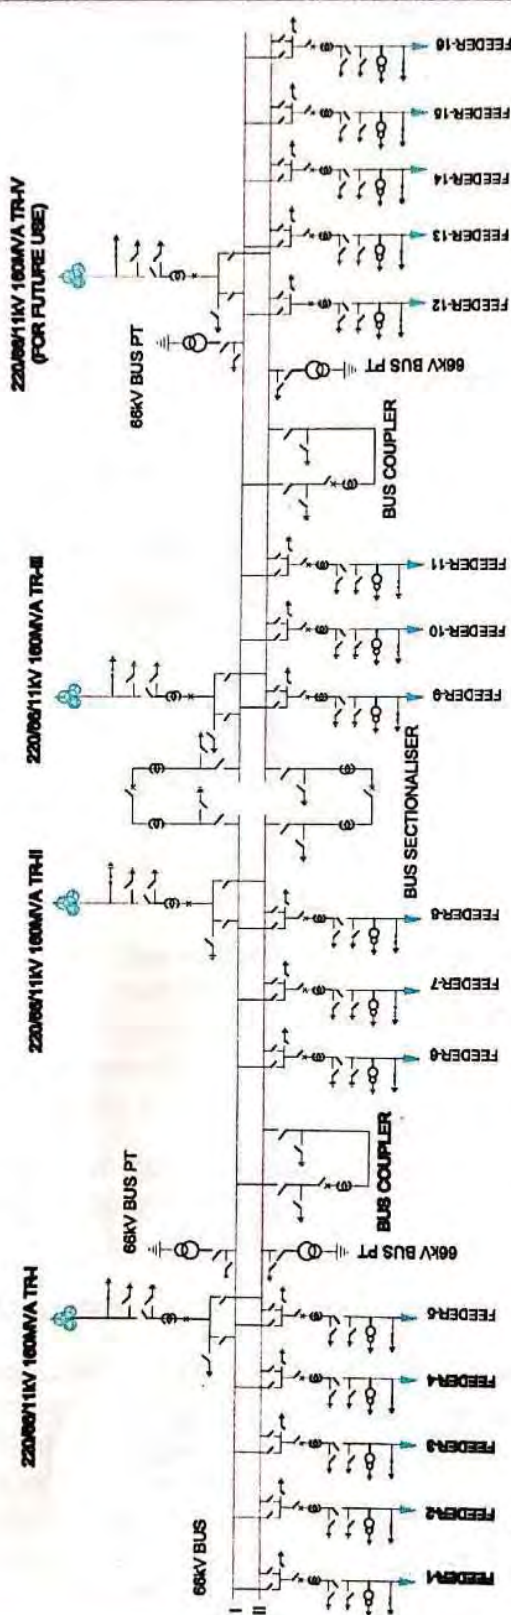 220/66/11kV 160MVA TR-I
220/66/11kV 160MVA TR-II
220/66/11kV 160MVA TR-III
220/66/11kV 160MVA TR-IV
(FOR FUTURE USE)
66kV BUS PT
66kV BUS PT
66kV BUS
I
II
66kV BUS PT
66kV BUS PT
BUS COUPLER
BUS SECTIONALISER
BUS COUPLER
FEEDER-1
FEEDER-2
FEEDER-3
FEEDER-4
FEEDER-5
FEEDER-6
FEEDER-7
FEEDER-8
FEEDER-9
FEEDER-10
FEEDER-11
FEEDER-12
FEEDER-13
FEEDER-14
FEEDER-15
FEEDER-16